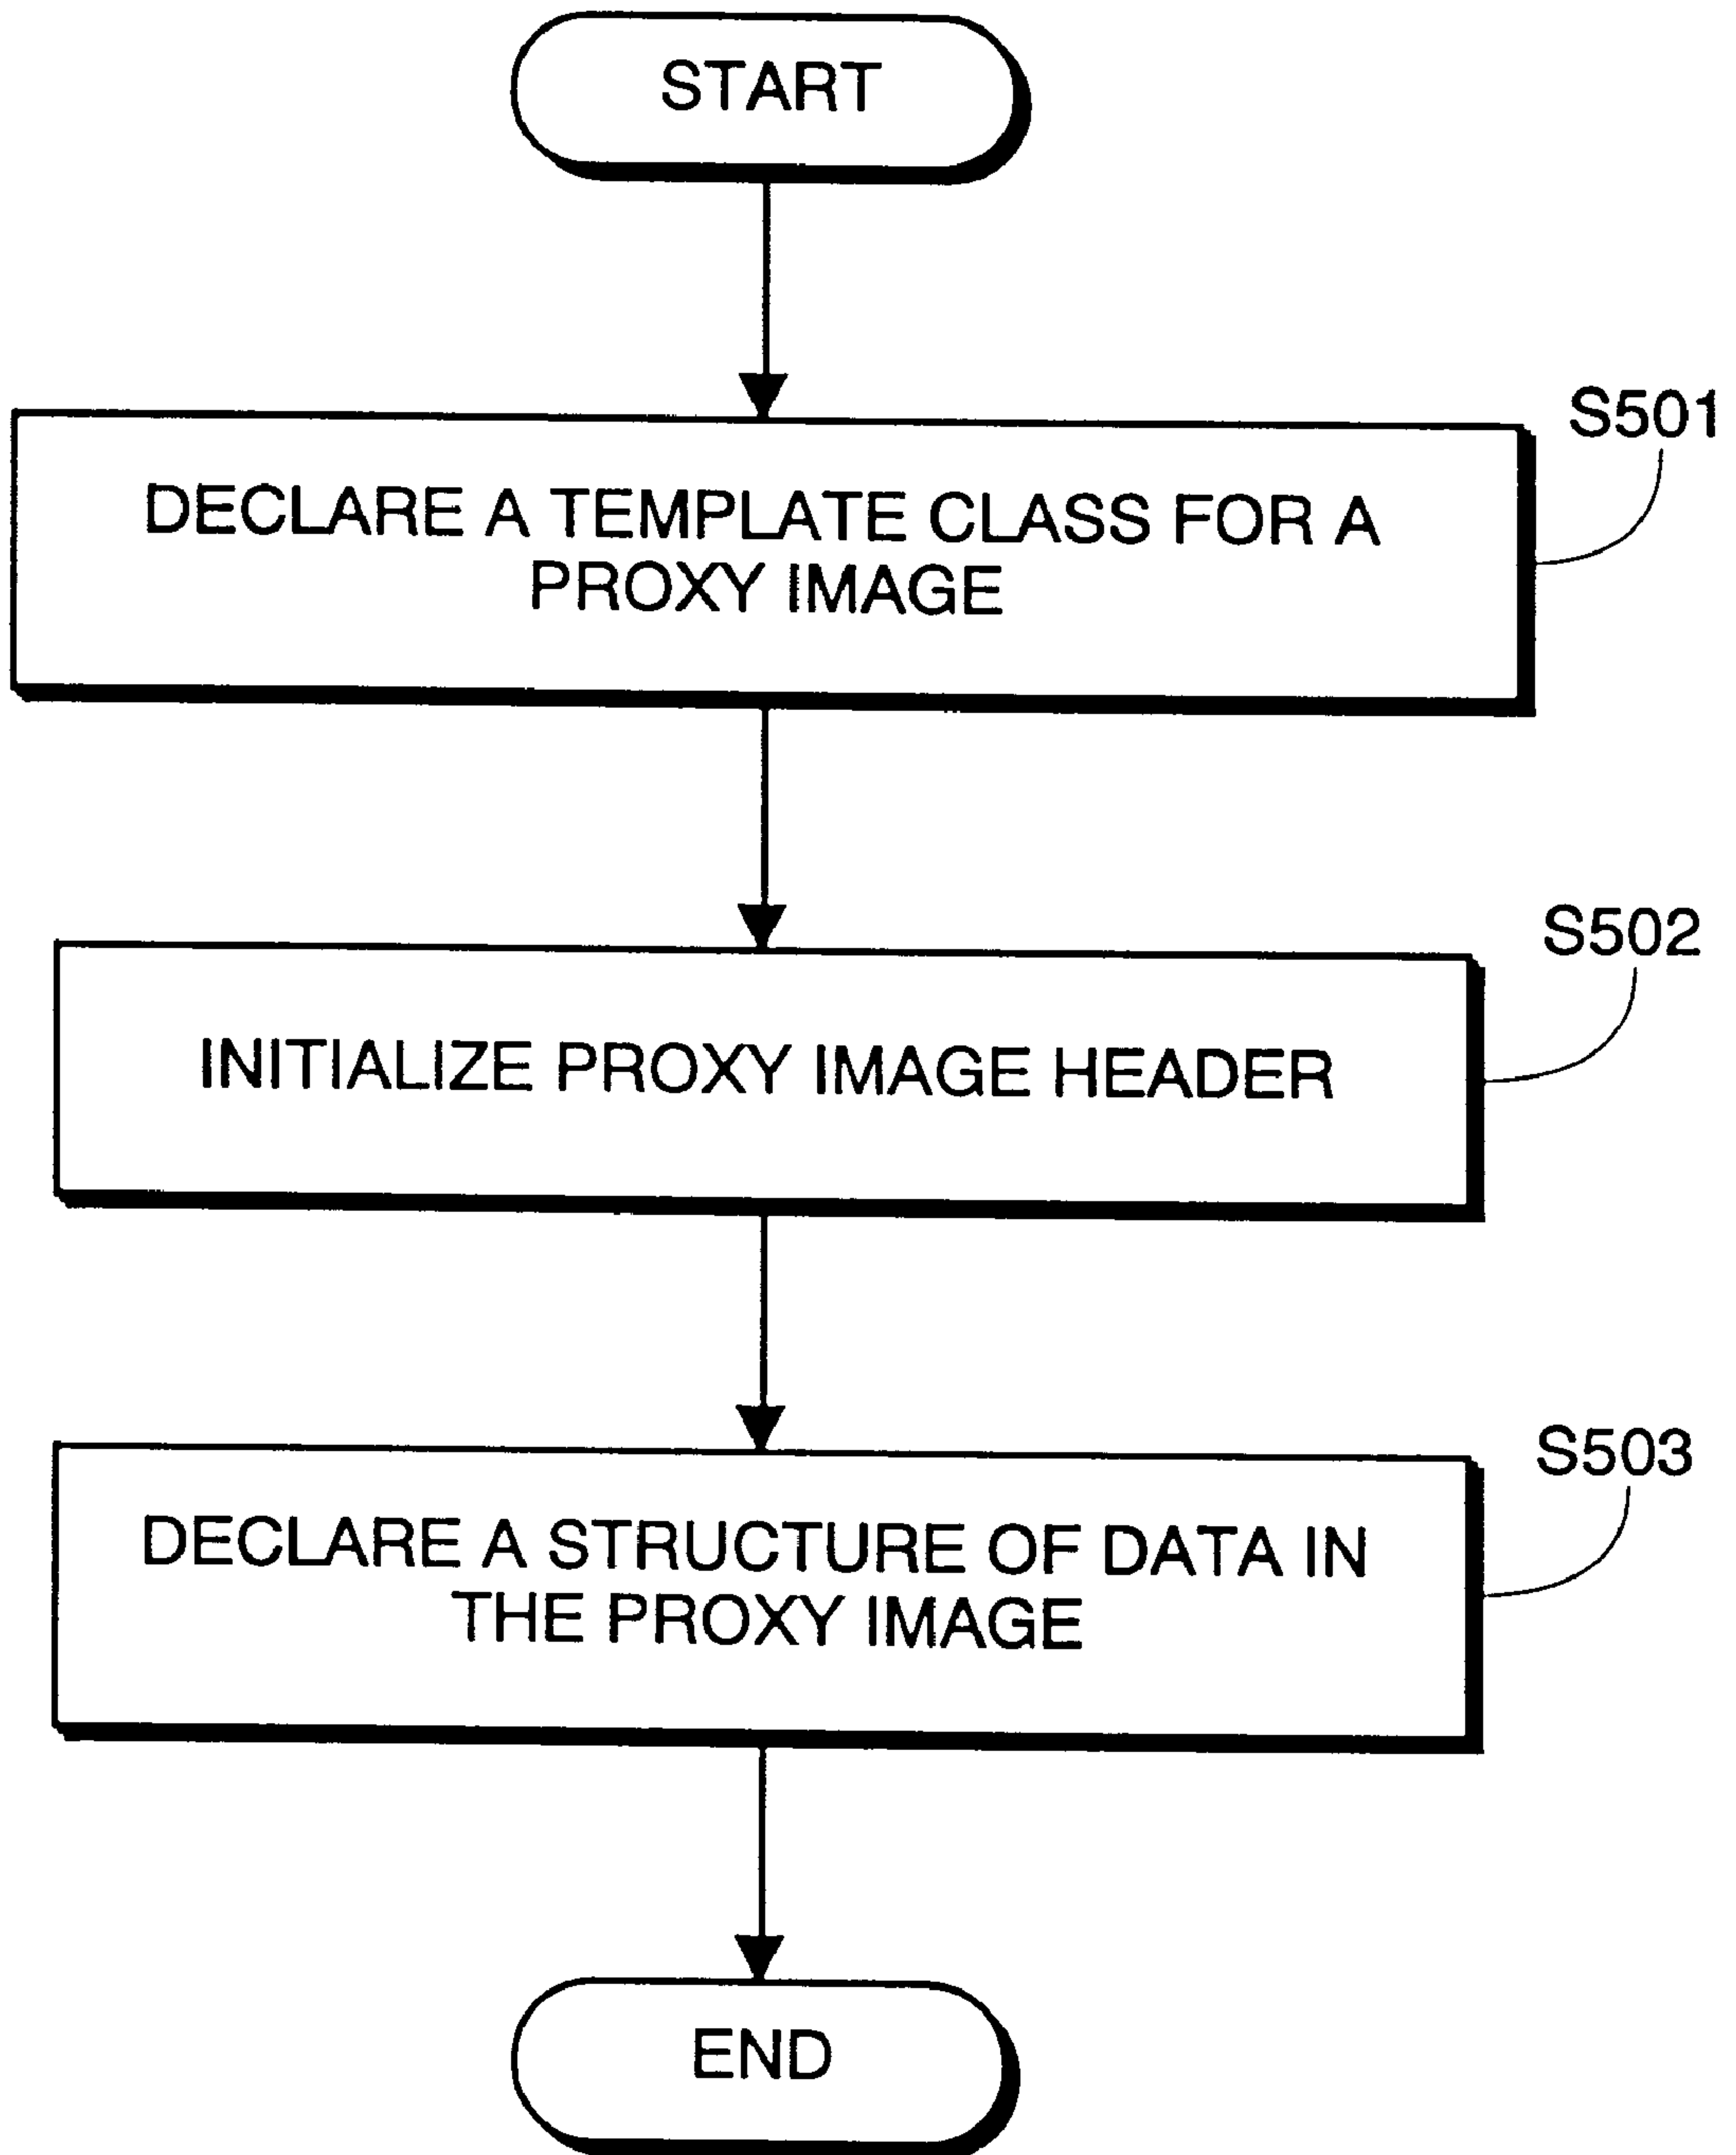 START
S501
DECLARE A TEMPLATE CLASS FOR A
PROXY IMAGE
S502
INITIALIZE PROXY IMAGE HEADER
S503
DECLARE A STRUCTURE OF DATA IN
THE PROXY IMAGE
END